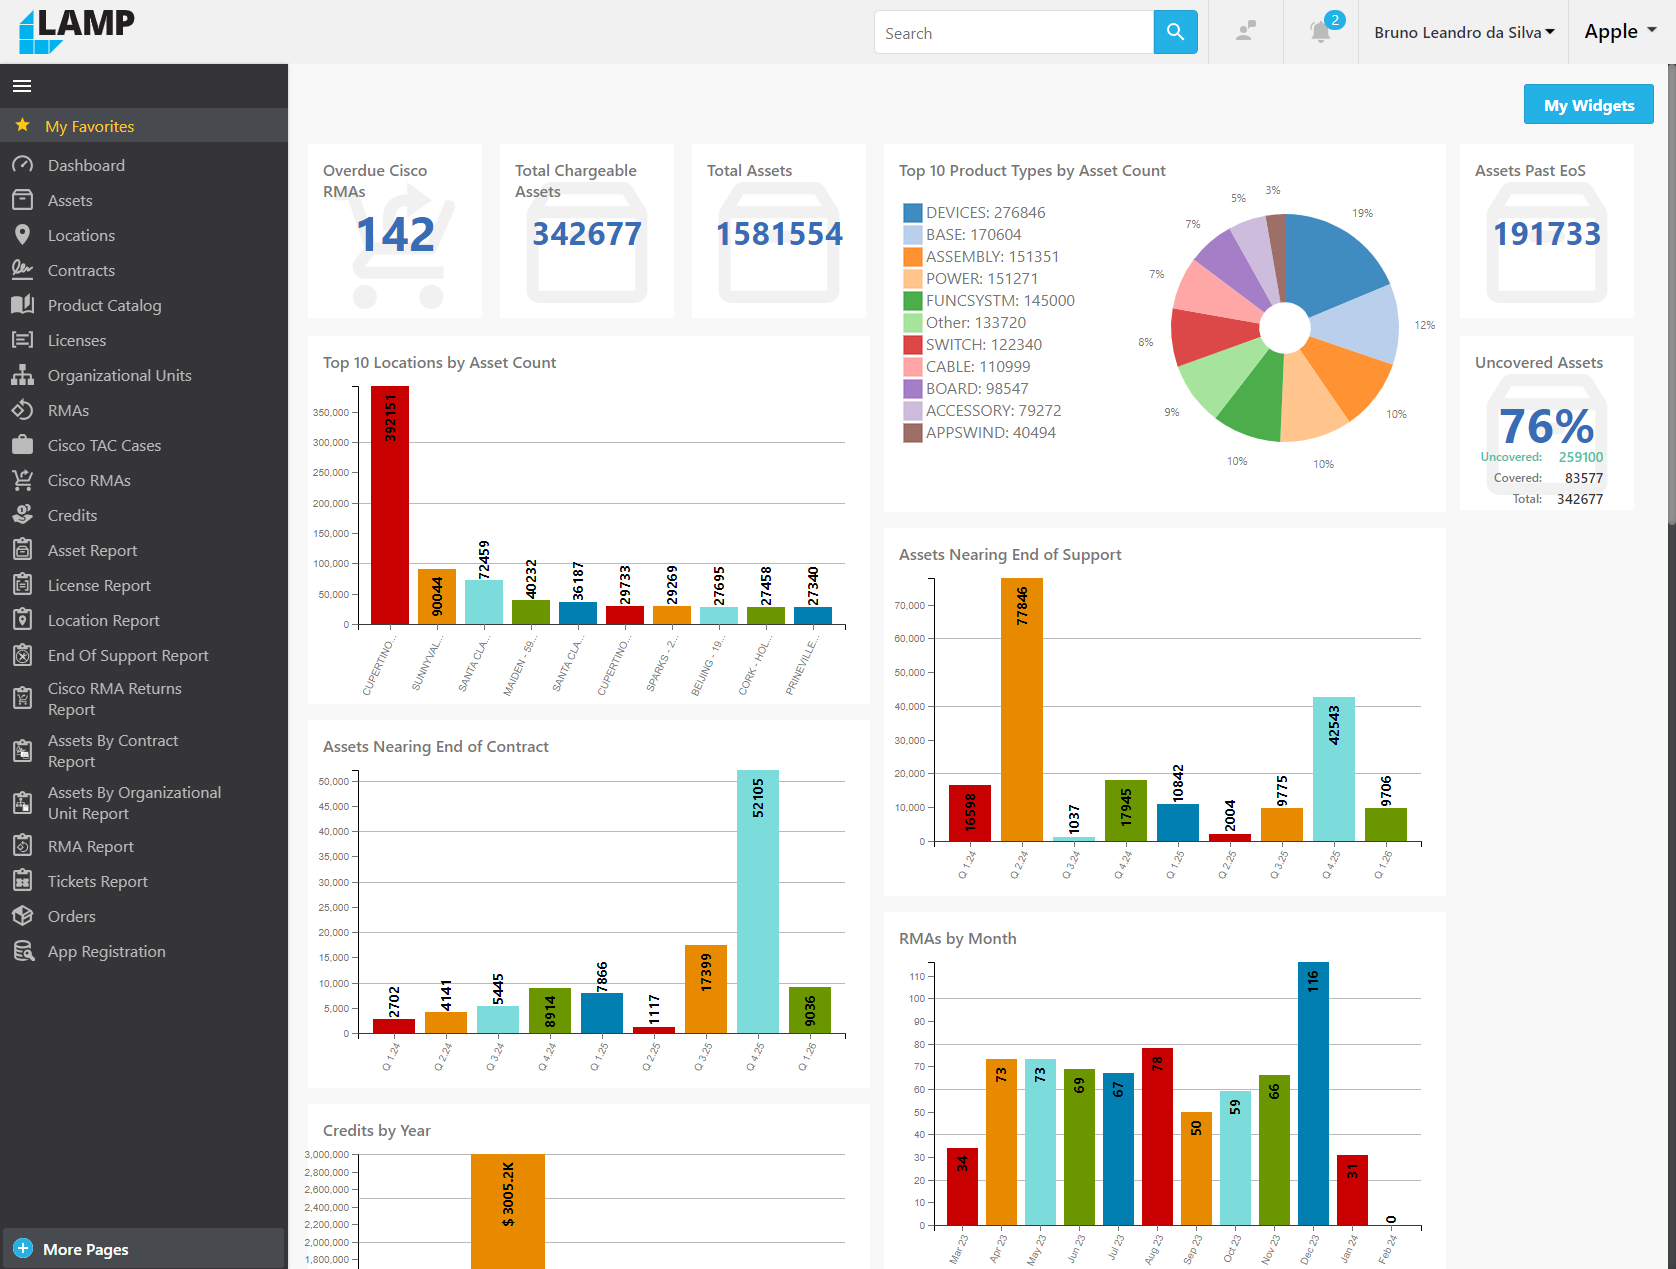 LAMP
Search
2
Bruno Leandro da Silva
Apple
My Favorites
Dashboard
Assets
Locations
Contracts
Product Catalog
Licenses
Organizational Units
RMAs
Cisco TAC Cases
Cisco RMAs
Credits
Asset Report
License Report
Location Report
End Of Support Report
Cisco RMA Returns
Report
Assets By Contract
Report
Assets By Organizational
Unit Report
RMA Report
Tickets Report
Orders
App Registration
More Pages
My Widgets
Overdue Cisco
RMAs
142
Total Chargeable
Assets
342677
Total Assets
1581554
Top 10 Product Types by Asset Count
DEVICES: 276846
BASE: 170604
ASSEMBLY: 151351
POWER: 151271
FUNCSYSTM: 145000
Other: 133720
SWITCH: 122340
CABLE: 110999
BOARD: 98547
ACCESSORY: 79272
APPSWIND: 40494
19%
12%
10%
10%
10%
9%
8%
7%
7%
5%
3%
Assets Past EoS
191733
Uncovered Assets
76%
Uncovered: 259100
Covered: 83577
Total: 342677
Top 10 Locations by Asset Count
350,000
300,000
250,000
200,000
150,000
100,000
50,000
0
392151
90044
72459
40232
36187
29733
29269
27695
27458
27340
CUPERTINO...
SUNNYVAL...
SANTA CLA...
MAIDEN - 59...
SANTA CLA...
CUPERTINO...
SPARKS - 2...
BEIJING - 19...
CORK - HOL...
PRINEVILLE...
Assets Nearing End of Support
70,000
60,000
50,000
40,000
30,000
20,000
10,000
0
16598
77846
1037
17945
10842
2004
9775
42543
9706
Q 1.24
Q 2.24
Q 3.24
Q 4.24
Q 1.25
Q 2.25
Q 3.25
Q 4.25
Q 1.26
Assets Nearing End of Contract
50,000
45,000
40,000
35,000
30,000
25,000
20,000
15,000
10,000
5,000
0
2702
4141
5445
8914
7866
1117
17399
52105
9036
Q 1.24
Q 2.24
Q 3.24
Q 4.24
Q 1.25
Q 2.25
Q 3.25
Q 4.25
Q 1.26
RMAs by Month
110
100
90
80
70
60
50
40
30
20
10
0
34
73
73
69
67
78
50
59
66
116
31
0
Mar 23
Apr 23
May 23
Jun 23
Jul 23
Aug 23
Sep 23
Oct 23
Nov 23
Dec 23
Jan 24
Feb 24
Credits by Year
3,000,000
2,800,000
2,600,000
2,400,000
2,200,000
2,000,000
1,800,000
$ 3005.2K